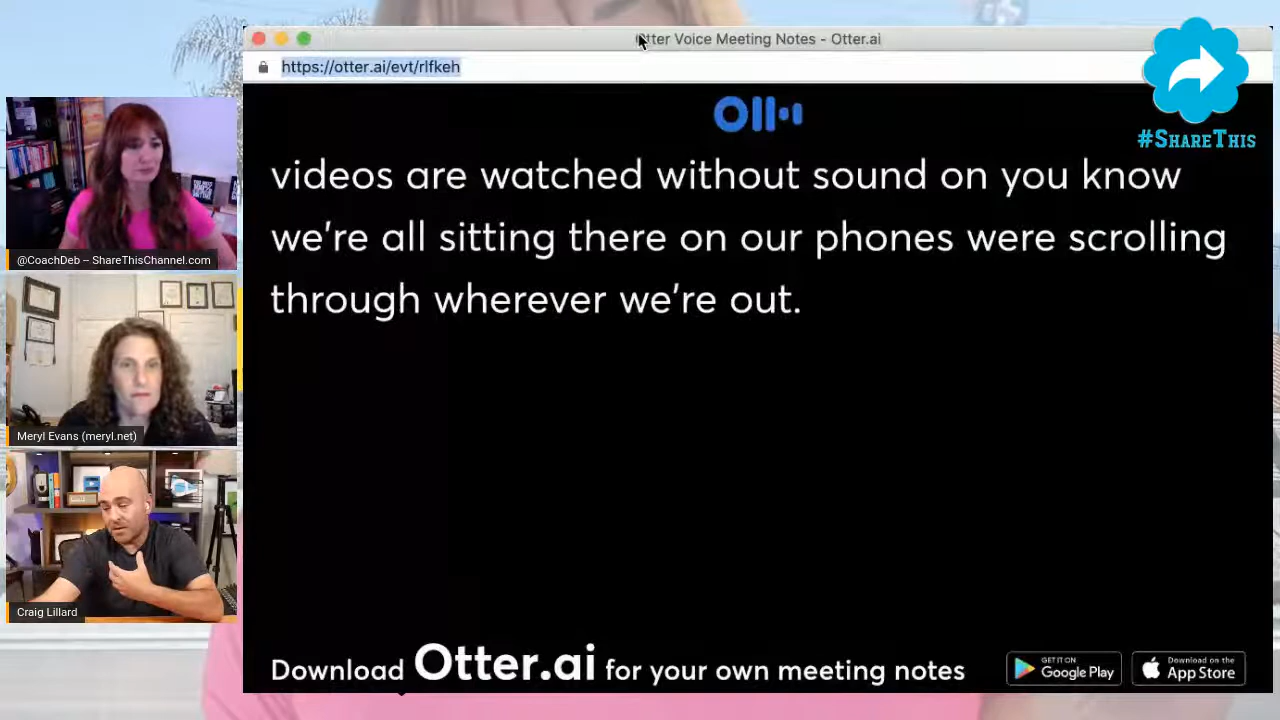 Otter Voice Meeting Notes - Otter.ai
https://otter.ai/evt/rlfkeh
#SHARETHIS
videos are watched without sound on you know
we're all sitting there on our phones were scrolling
through wherever we're out.
@CoachDeb – ShareThisChannel.com
Meryl Evans (meryl.net)
Craig Lillard
Download Otter.ai for your own meeting notes
GET IT ON
Google Play
Download on the
App Store